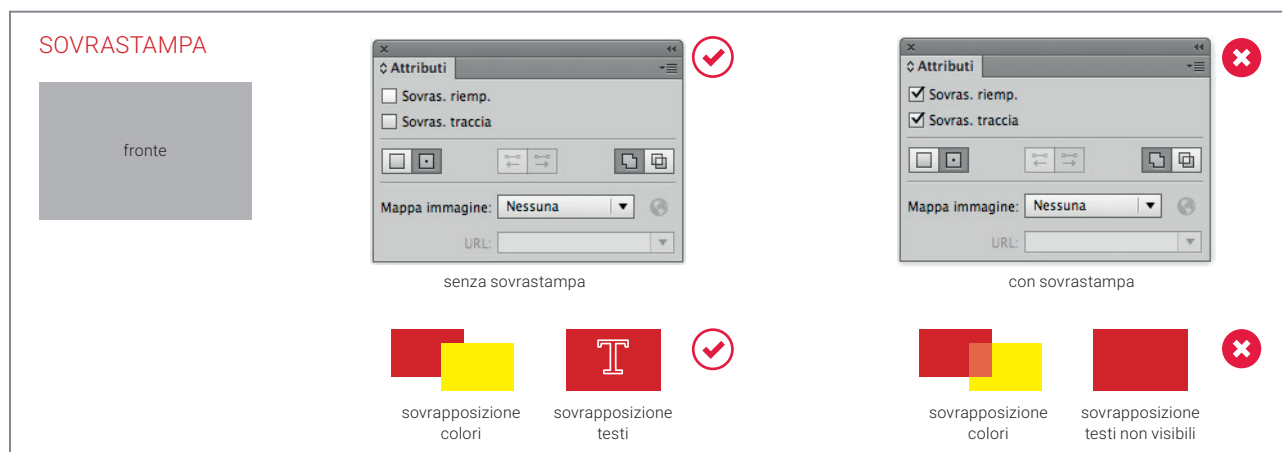 SOVRASTAMPA
fronte
Attributi
Sovras. riemp.
Sovras. traccia
Mappa immagine: Nessuna
URL:
senza sovrastampa
T
sovrapposizione
colori
sovrapposizione
testi
Attributi
Sovras. riemp.
Sovras. traccia
Mappa immagine: Nessuna
URL:
con sovrastampa
sovrapposizione
colori
sovrapposizione
testi non visibili